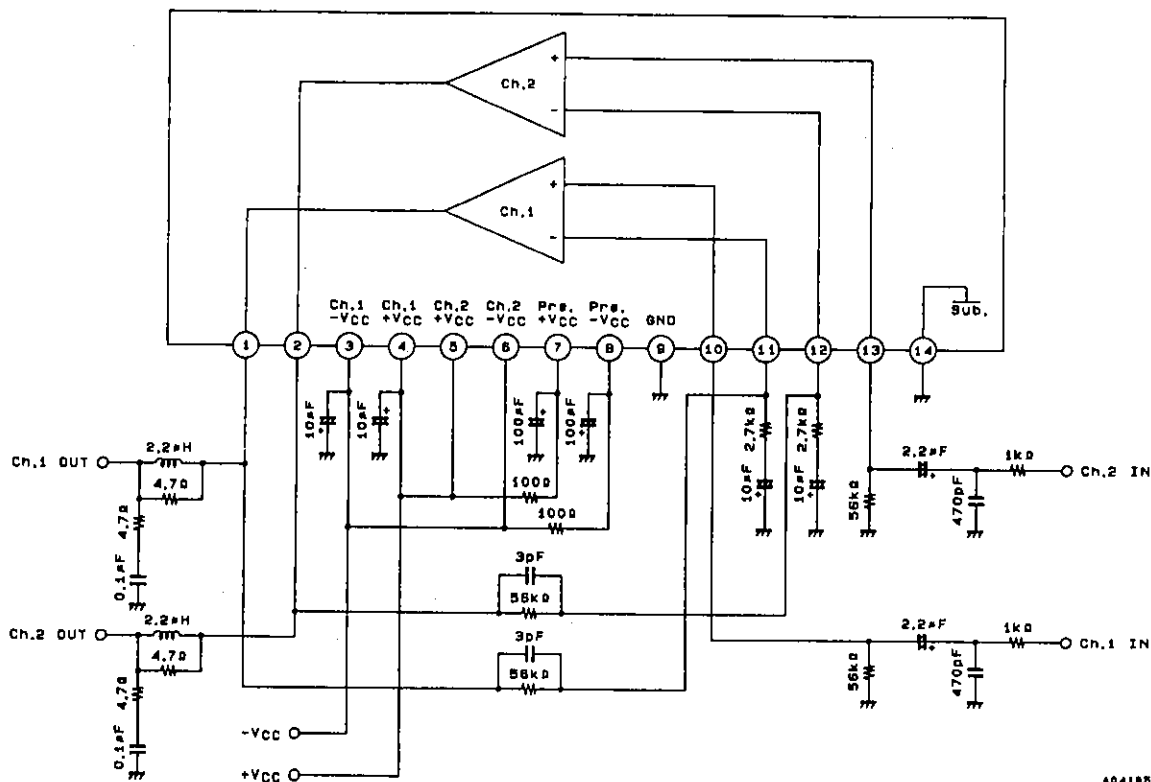 Ch.2
+
-
Ch.1
+
-
Ch.1 -VCC
Ch.1 +VCC
Ch.2 +VCC
Ch.2 -VCC
Pre. +VCC
Pre. -VCC
GND
Sub.
1 2 3 4 5 6 7 8 9 10 11 12 13 14
10μF
10μF
100μF
100μF
2.7kΩ
2.7kΩ
10μF
10μF
Ch.1 OUT
2.2μH
4.7Ω
4.7Ω
0.1μF
100Ω
100Ω
2.2μF
1kΩ
Ch.2 IN
56kΩ
470pF
3pF
56kΩ
Ch.2 OUT
2.2μH
4.7Ω
4.7Ω
0.1μF
3pF
56kΩ
2.2μF
1kΩ
Ch.1 IN
56kΩ
470pF
-VCC
+VCC